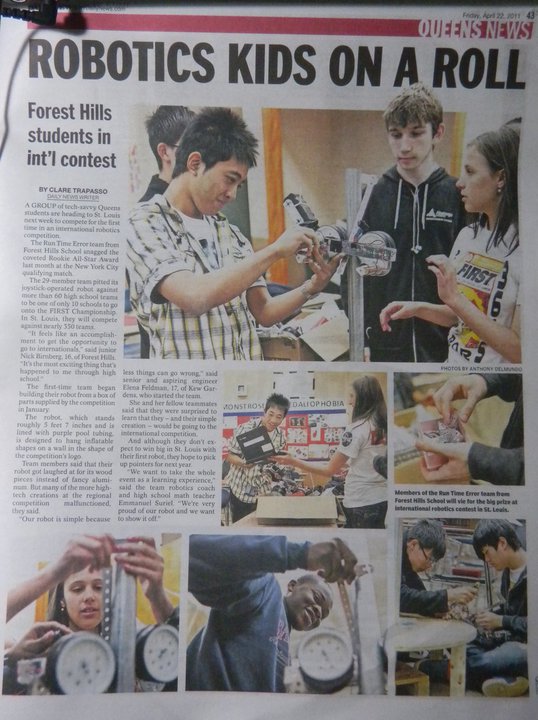 Friday, April 22, 2011 43
QUEENS NEWS
ROBOTICS KIDS ON A ROLL
Forest Hills
students in
int'l contest
BY CLARE TRAPASSO
DAILY NEWS WRITER
A GROUP of tech-savvy Queens
students are heading to St. Louis
next week to compete for the first
time in an international robotics
competition.
The Run Time Error team from
Forest Hills School snagged the
coveted Rookie All-Star Award
last month at the New York City
qualifying match.
The 29-member team pitted its
joystick-operated robot against
more than 60 high school teams
to be one of only 10 schools to go
onto the FIRST Championship.
In St. Louis, they will compete
against nearly 350 teams.
"It feels like an accomplish-
ment to get the opportunity to
go to internationals," said junior
Nick Birnberg, 16, of Forest Hills.
"It's the most exciting thing that's
happened to me through high
school."
The first-time team began
building their robot from a box of
parts supplied by the competition
in January.
The robot, which stands
roughly 5 feet 7 inches and is
lined with purple pool tubing,
is designed to hang inflatable
shapes on a wall in the shape of
the competition's logo.
Team members said that their
robot got laughed at for its wood
pieces instead of fancy alumi-
num. But many of the more high-
tech creations at the regional
competition malfunctioned,
they said.
"Our robot is simple because
less things can go wrong," said
senior and aspiring engineer
Elena Feldman, 17, of Kew Gar-
dens, who started the team.
She and her fellow teammates
said that they were surprised to
learn that they – and their simple
creation – would be going to the
international competition.
And although they don't ex-
pect to win big in St. Louis with
their first robot, they hope to pick
up pointers for next year.
"We want to take the whole
event as a learning experience,"
said the team robotics coach
and high school math teacher
Emmanuel Suriel. "We're very
proud of our robot and we want
to show it off."
FIRST
PHOTOS BY ANTHONY DELMUNDO
Members of the Run Time Error team from
Forest Hills School will vie for the big prize at
international robotics contest in St. Louis.